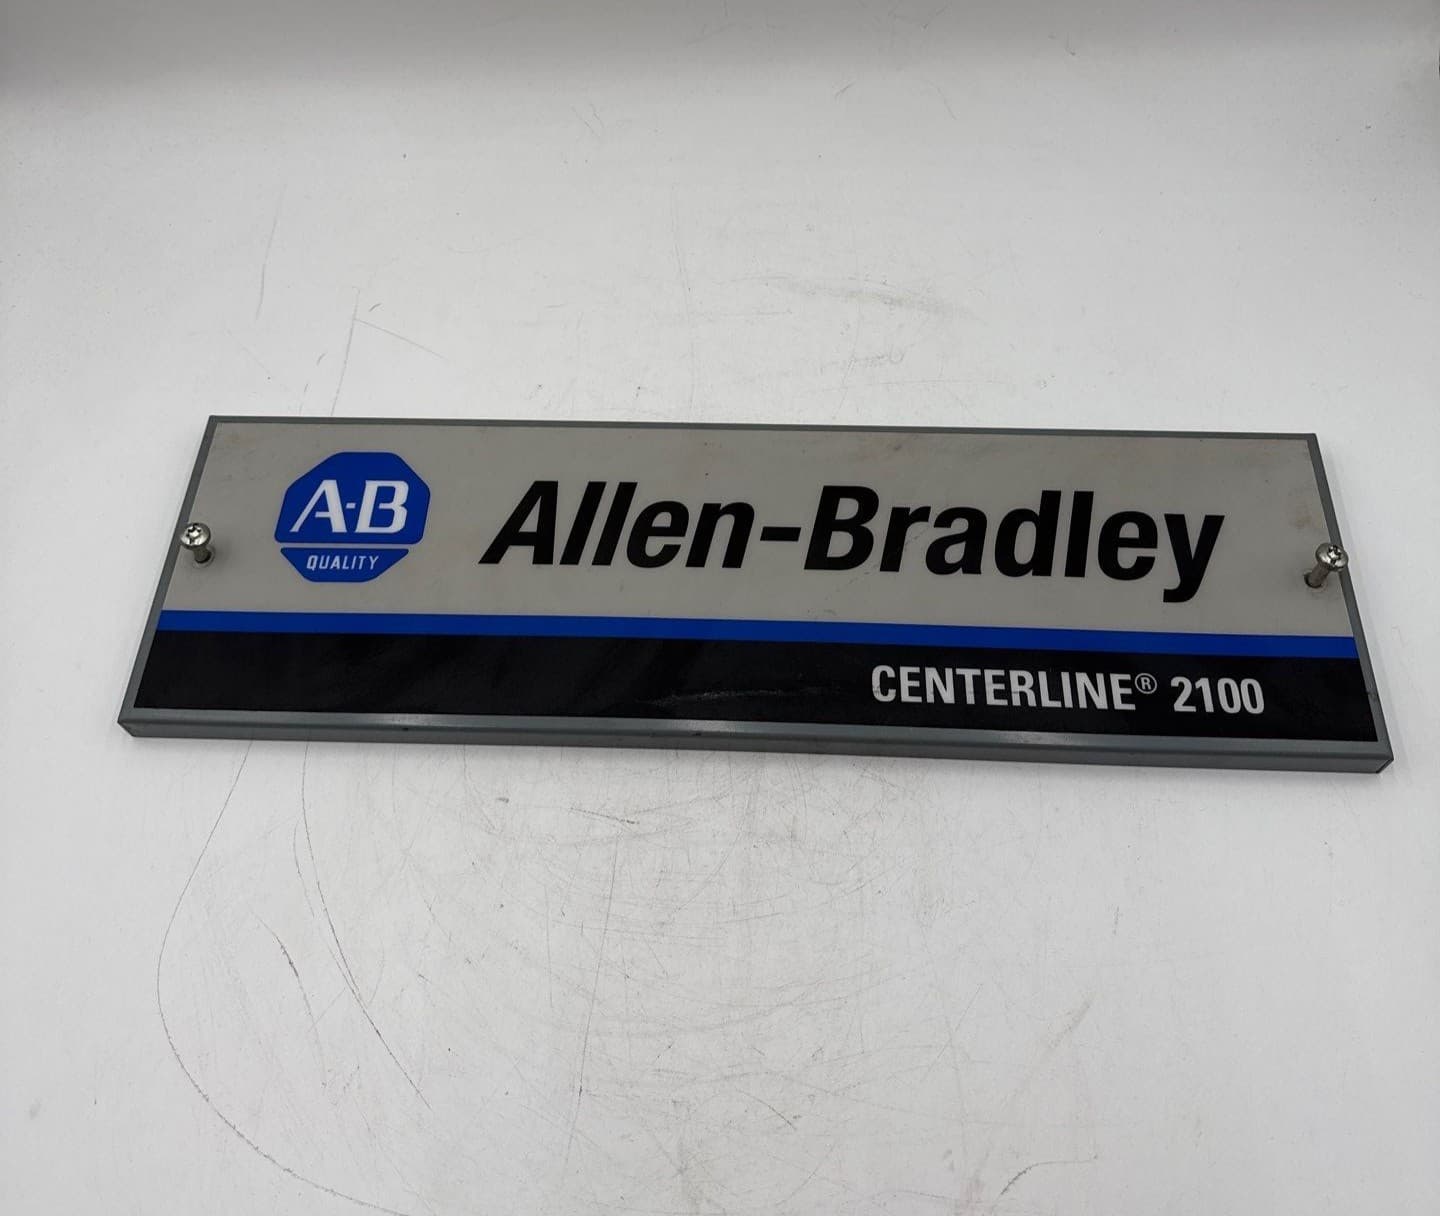 A-B
QUALITY
Allen-Bradley
CENTERLINE® 2100